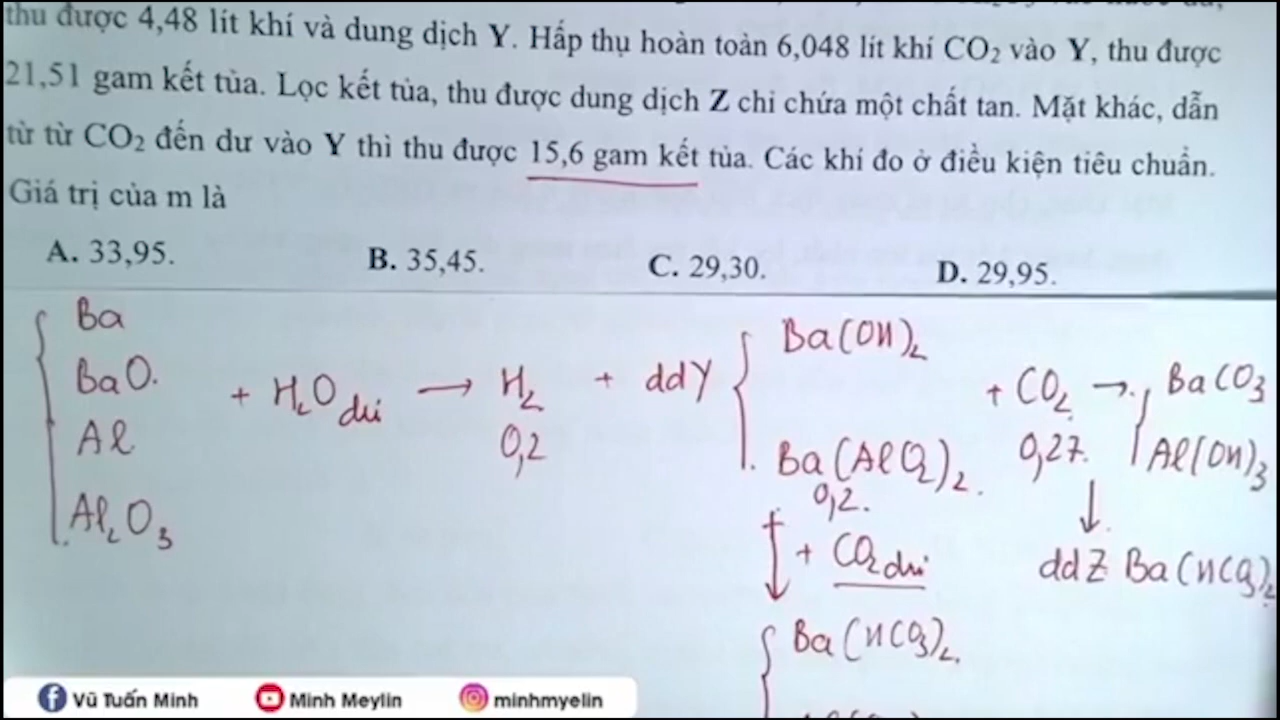 thu được 4,48 lít khí và dung dịch Y. Hấp thụ hoàn toàn 6,048 lít khí CO₂ vào Y, thu được
21,51 gam kết tủa. Lọc kết tủa, thu được dung dịch Z chỉ chứa một chất tan. Mặt khác, dẫn
từ từ CO₂ đến dư vào Y thì thu được 15,6 gam kết tủa. Các khí đo ở điều kiện tiêu chuẩn.
Giá trị của m là
A. 33,95. B. 35,45. C. 29,30. D. 29,95.
Ba
BaO.
Al
Al₂O₃
+ H₂O dư → H₂ + ddY
0,2
Ba(OH)₂
Ba(AlO₂)₂.
0,2.
+ CO₂ → BaCO₃
0,27. Al(OH)₃
↓ + CO₂ dư
↓
ddZ Ba(HCO₃)₂
Ba(HCO₃)₂.
Vũ Tuấn Minh Minh Meylin minhmyelin